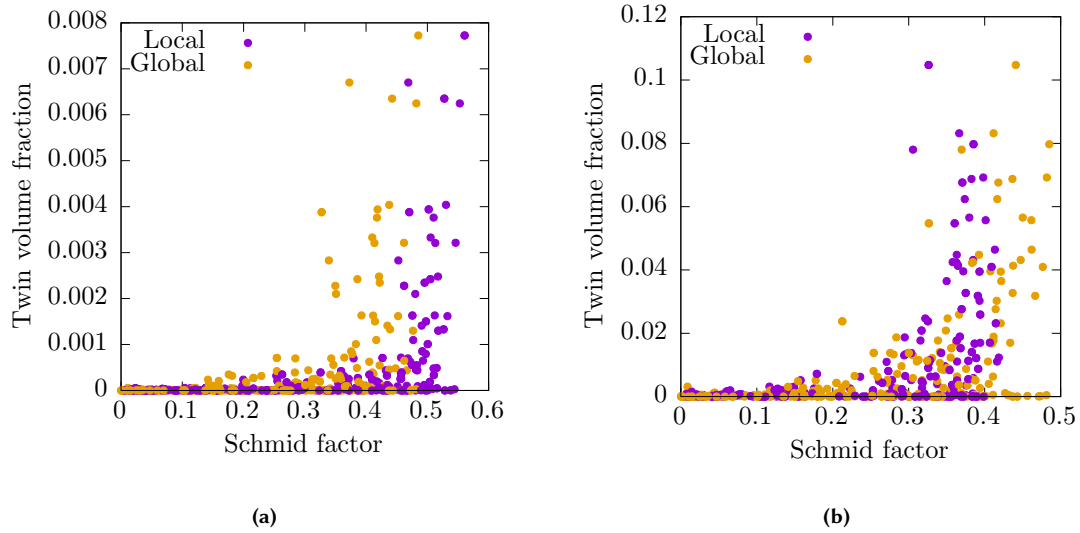 0.008
0.007
0.006
0.005
0.004
0.003
0.002
0.001
0
Twin volume fraction
Local
Global
0 0.1 0.2 0.3 0.4 0.5 0.6
Schmid factor
(a)
0.12
0.1
0.08
0.06
0.04
0.02
0
Twin volume fraction
Local
Global
0 0.1 0.2 0.3 0.4 0.5
Schmid factor
(b)